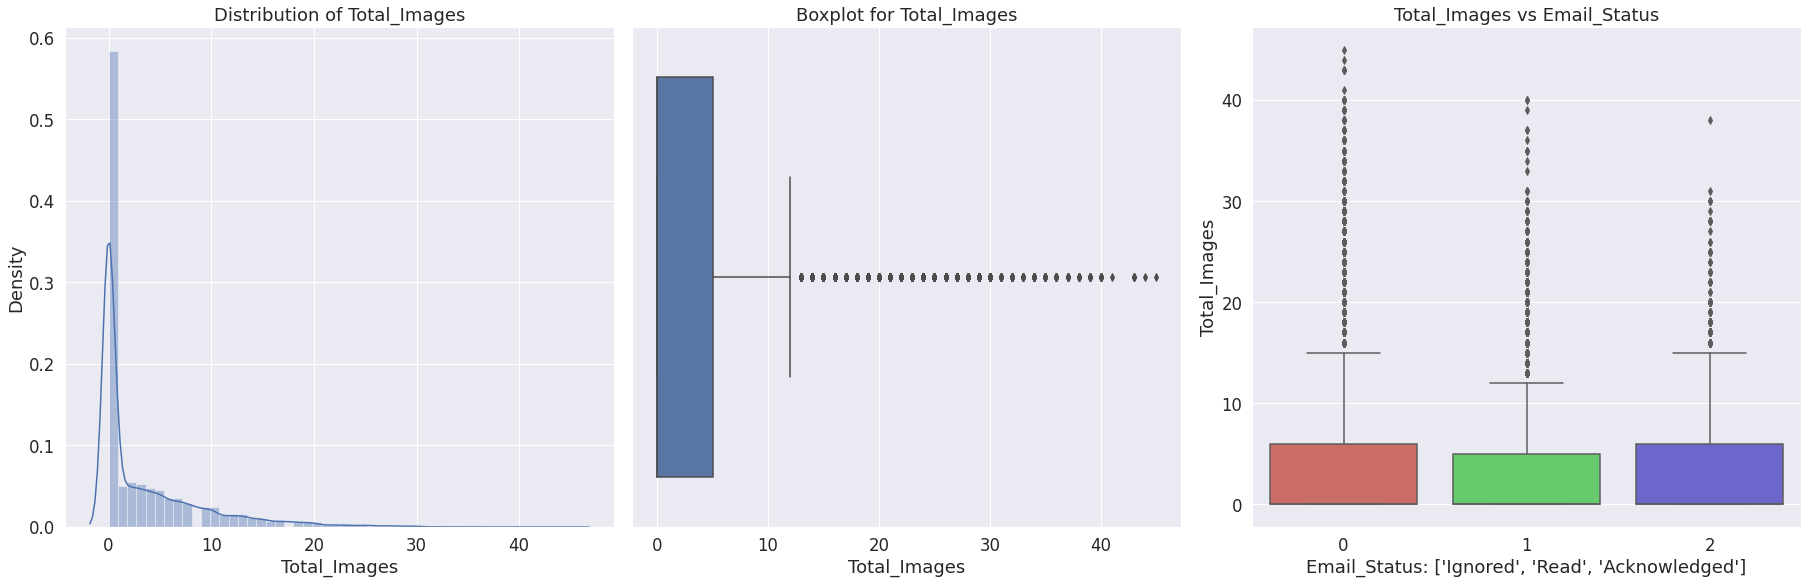 Distribution of Total_Images
0.6
0.5
0.4
0.3
0.2
0.1
0.0
Density
0 10 20 30 40
Total_Images
Boxplot for Total_Images
0 10 20 30 40
Total_Images
Total_Images vs Email_Status
40
30
20
10
0
Total_Images
0 1 2
Email_Status: ['Ignored', 'Read', 'Acknowledged']